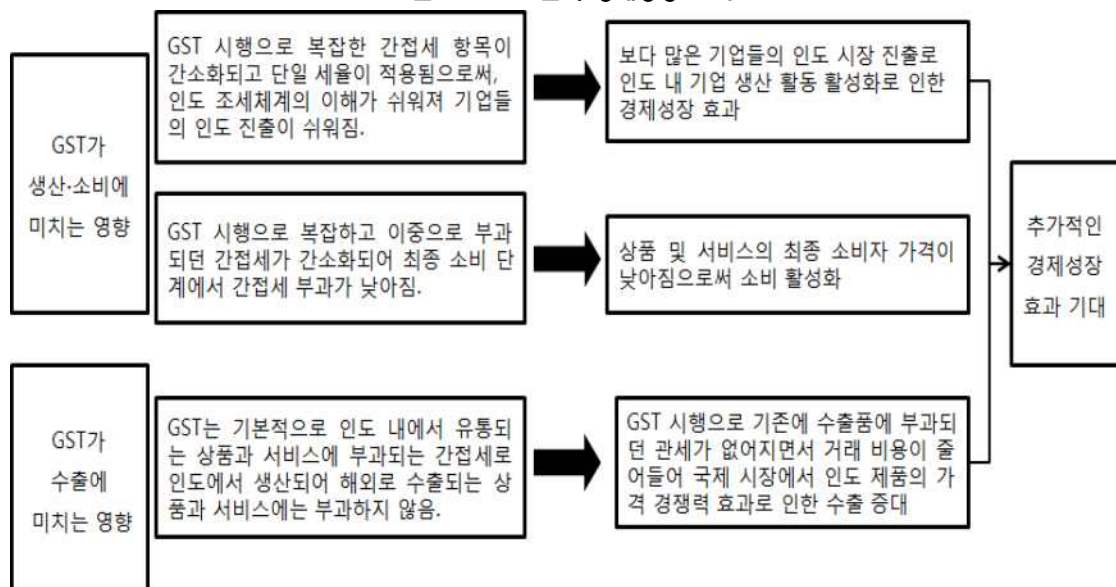 GST 시행으로 복잡한 간접세 항목이
간소화되고 단일 세율이 적용됨으로써,
인도 조세체계의 이해가 쉬워져 기업들
의 인도 진출이 쉬워짐.
보다 많은 기업들의 인도 시장 진출로
인도 내 기업 생산 활동 활성화로 인한
경제성장 효과
GST가
생산·소비에
미치는 영향
GST 시행으로 복잡하고 이중으로 부과
되던 간접세가 간소화되어 최종 소비 단
계에서 간접세 부과가 낮아짐.
상품 및 서비스의 최종 소비자 가격이
낮아짐으로써 소비 활성화
추가적인
경제성장
효과 기대
GST가
수출에
미치는 영향
GST는 기본적으로 인도 내에서 유통되
는 상품과 서비스에 부과되는 간접세로
인도에서 생산되어 해외로 수출되는 상
품과 서비스에는 부과하지 않음.
GST 시행으로 기존에 수출품에 부과되
던 관세가 없어지면서 거래 비용이 줄
어들어 국제 시장에서 인도 제품의 가
격 경쟁력 효과로 인한 수출 증대